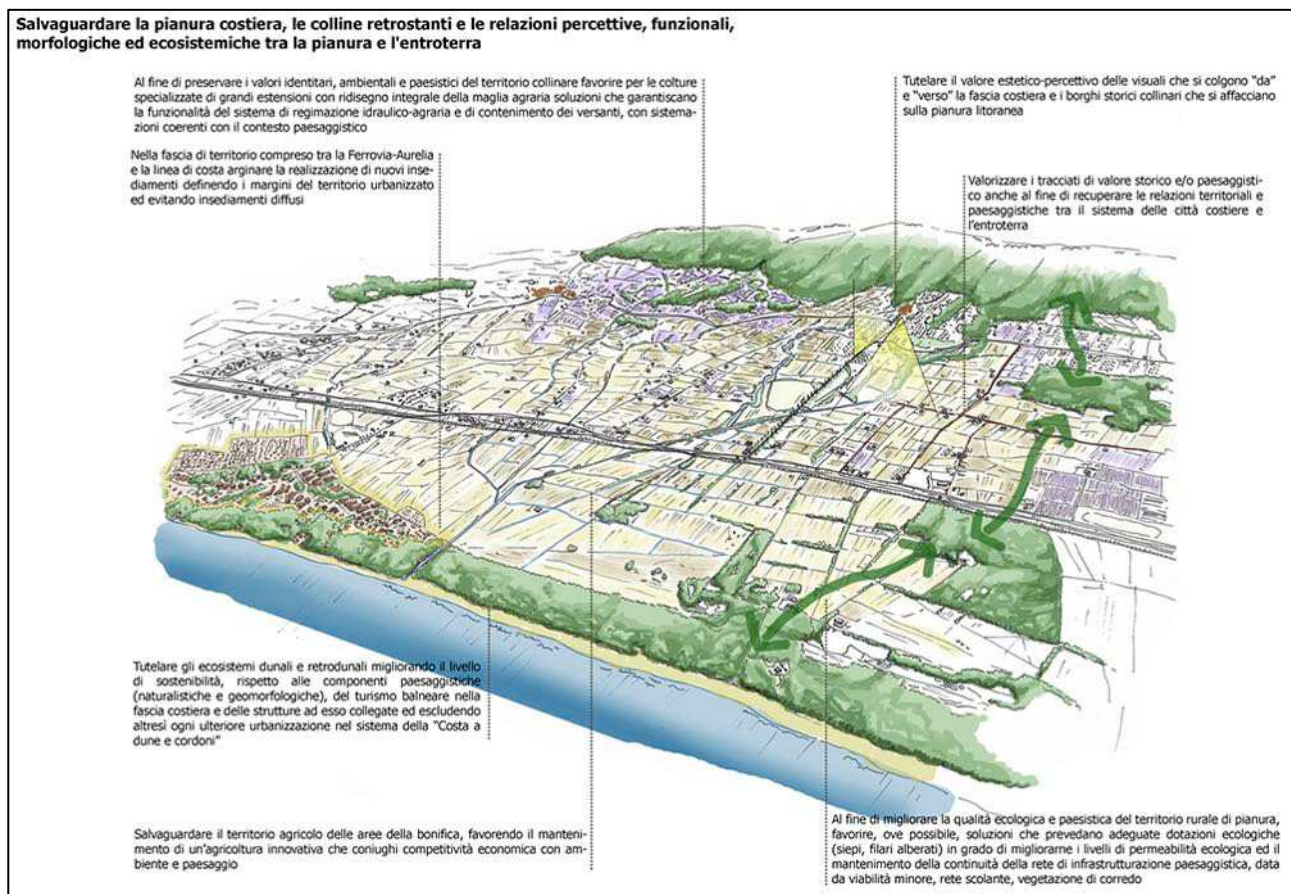 Salvaguardare la pianura costiera, le colline retrostanti e le relazioni percettive, funzionali,
morfologiche ed ecosistemiche tra la pianura e l'entroterra
Al fine di preservare i valori identitari, ambientali e paesistici del territorio collinare favorire per le colture
specializzate di grandi estensioni con ridisegno integrale della maglia agraria soluzioni che garantiscano
la funzionalità del sistema di regimazione idraulico-agraria e di contenimento dei versanti, con sistema-
zioni coerenti con il contesto paesaggistico
Tutelare il valore estetico-percettivo delle visuali che si colgono "da"
e "verso" la fascia costiera e i borghi storici collinari che si affacciano
sulla pianura litoranea
Nella fascia di territorio compreso tra la Ferrovia-Aurelia
e la linea di costa arginare la realizzazione di nuovi inse-
diamenti definendo i margini del territorio urbanizzato
ed evitando insediamenti diffusi
Valorizzare i tracciati di valore storico e/o paesaggisti-
co anche al fine di recuperare le relazioni territoriali e
paesaggistiche tra il sistema delle città costiere e
l'entroterra
Tutelare gli ecosistemi dunali e retrodunali migliorando il livello
di sostenibilità, rispetto alle componenti paesaggistiche
(naturalistiche e geomorfologiche), del turismo balneare nella
fascia costiera e delle strutture ad esso collegate ed escludendo
altresì ogni ulteriore urbanizzazione nel sistema della "Costa a
dune e cordoni"
Salvaguardare il territorio agricolo delle aree della bonifica, favorendo il manteni-
mento di un'agricoltura innovativa che coniughi competitività economica con am-
biente e paesaggio
Al fine di migliorare la qualità ecologica e paesistica del territorio rurale di pianura,
favorire, ove possibile, soluzioni che prevedano adeguate dotazioni ecologiche
(siepi, filari alberati) in grado di migliorarne i livelli di permeabilità ecologica ed il
mantenimento della continuità della rete di infrastrutturazione paesaggistica, data
da viabilità minore, rete scolante, vegetazione di corredo